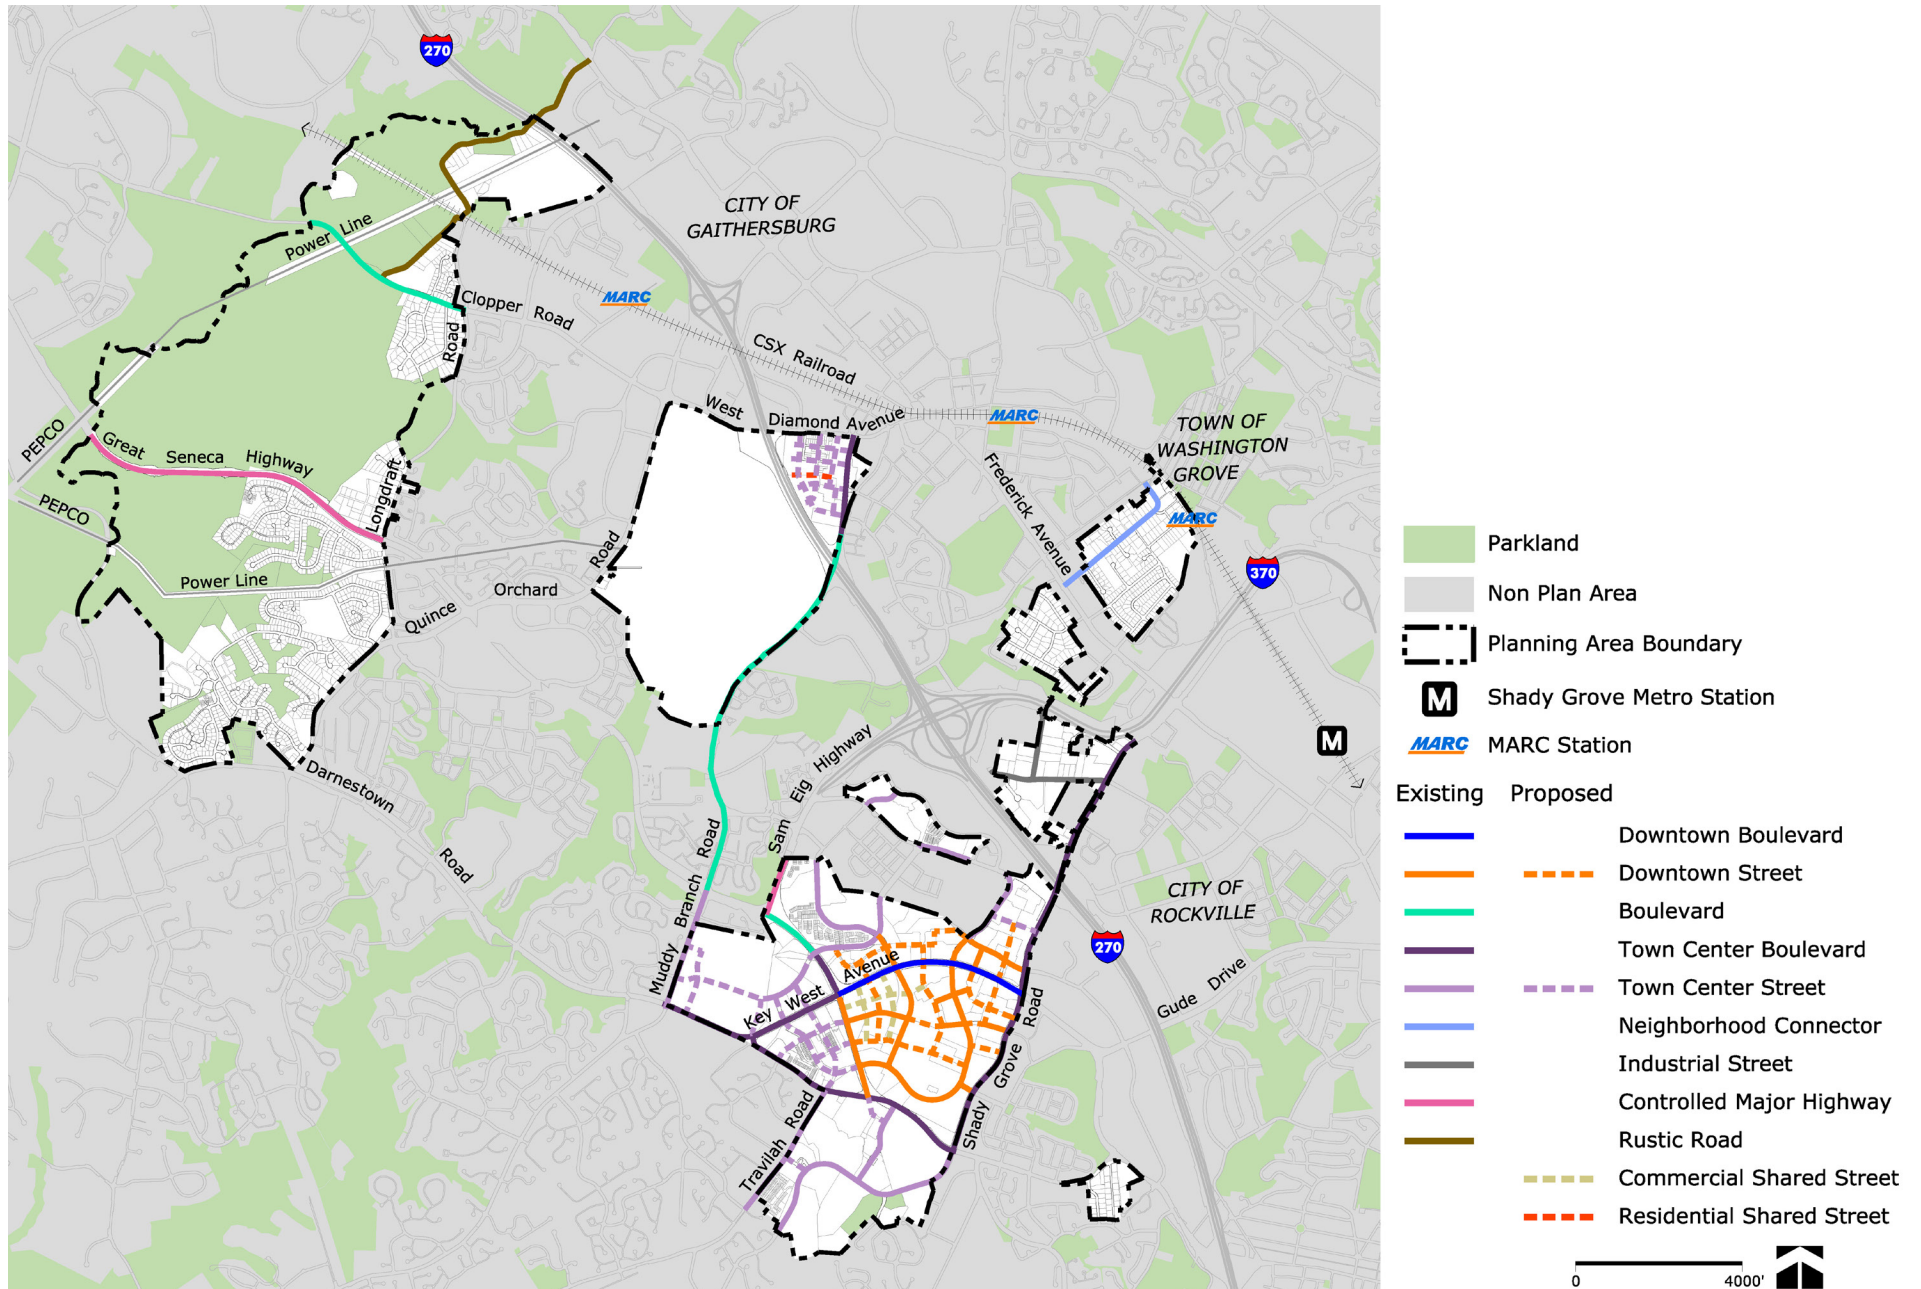 270
CITY OF
GAITHERSBURG
Power Line
MARC
Clopper Road
Road
CSX Railroad
West Diamond Avenue
MARC
TOWN OF
WASHINGTON
GROVE
PEPCO
Great Seneca Highway
Longdraft
Frederick Avenue
MARC
PEPCO
Power Line
Quince Orchard Road
370
Darnestown Road
Sam Eig Highway
M
Muddy Branch Road
CITY OF
ROCKVILLE
270
Key West Avenue
Gude Drive
Shady Grove Road
Travilah Road
Parkland
Non Plan Area
Planning Area Boundary
M Shady Grove Metro Station
MARC MARC Station
Existing Proposed
Downtown Boulevard
Downtown Street
Boulevard
Town Center Boulevard
Town Center Street
Neighborhood Connector
Industrial Street
Controlled Major Highway
Rustic Road
Commercial Shared Street
Residential Shared Street
0 4000'